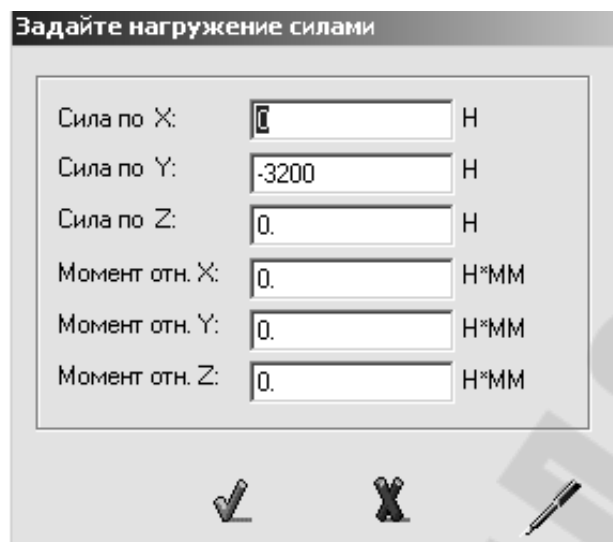 Задайте нагружение силами
Сила по X: 0 Н
Сила по Y: -3200 Н
Сила по Z: 0. Н
Момент отн. X: 0. Н*ММ
Момент отн. Y: 0. Н*ММ
Момент отн. Z: 0. Н*ММ